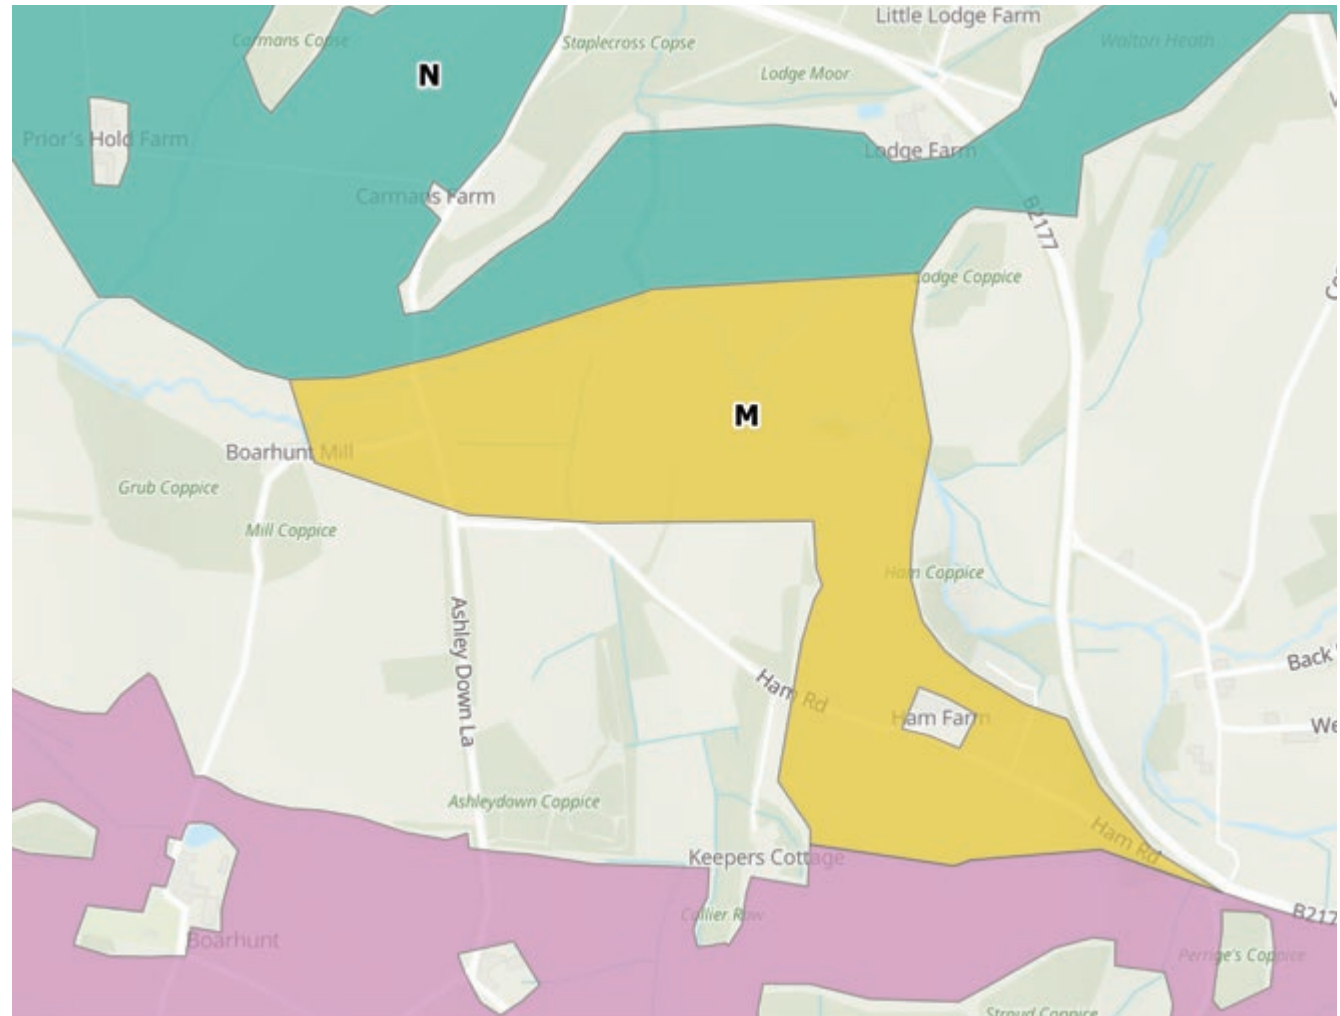 Little Lodge Farm
Carmans Copse
Staplecross Copse
Walton Heath
N
Lodge Moor
Prior's Hold Farm
Lodge Farm
Carmans Farm
B2177
Lodge Coppice
M
Boarhunt Mill
Grub Coppice
Mill Coppice
Ham Coppice
Ashley Down La
Back
Ham Rd
Ham Farm
We
Ashleydown Coppice
Ham Rd
Keepers Cottage
Collier Row
B217
Boarhunt
Perrige's Coppice
Stroud Coppice